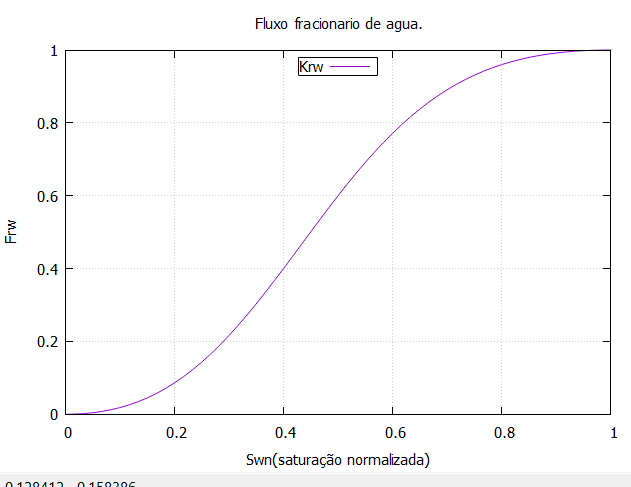 Fluxo fracionario de agua.
Krw
1
0.8
0.6
0.4
0.2
0
Frw
0 0.2 0.4 0.6 0.8 1
Swn(saturação normalizada)